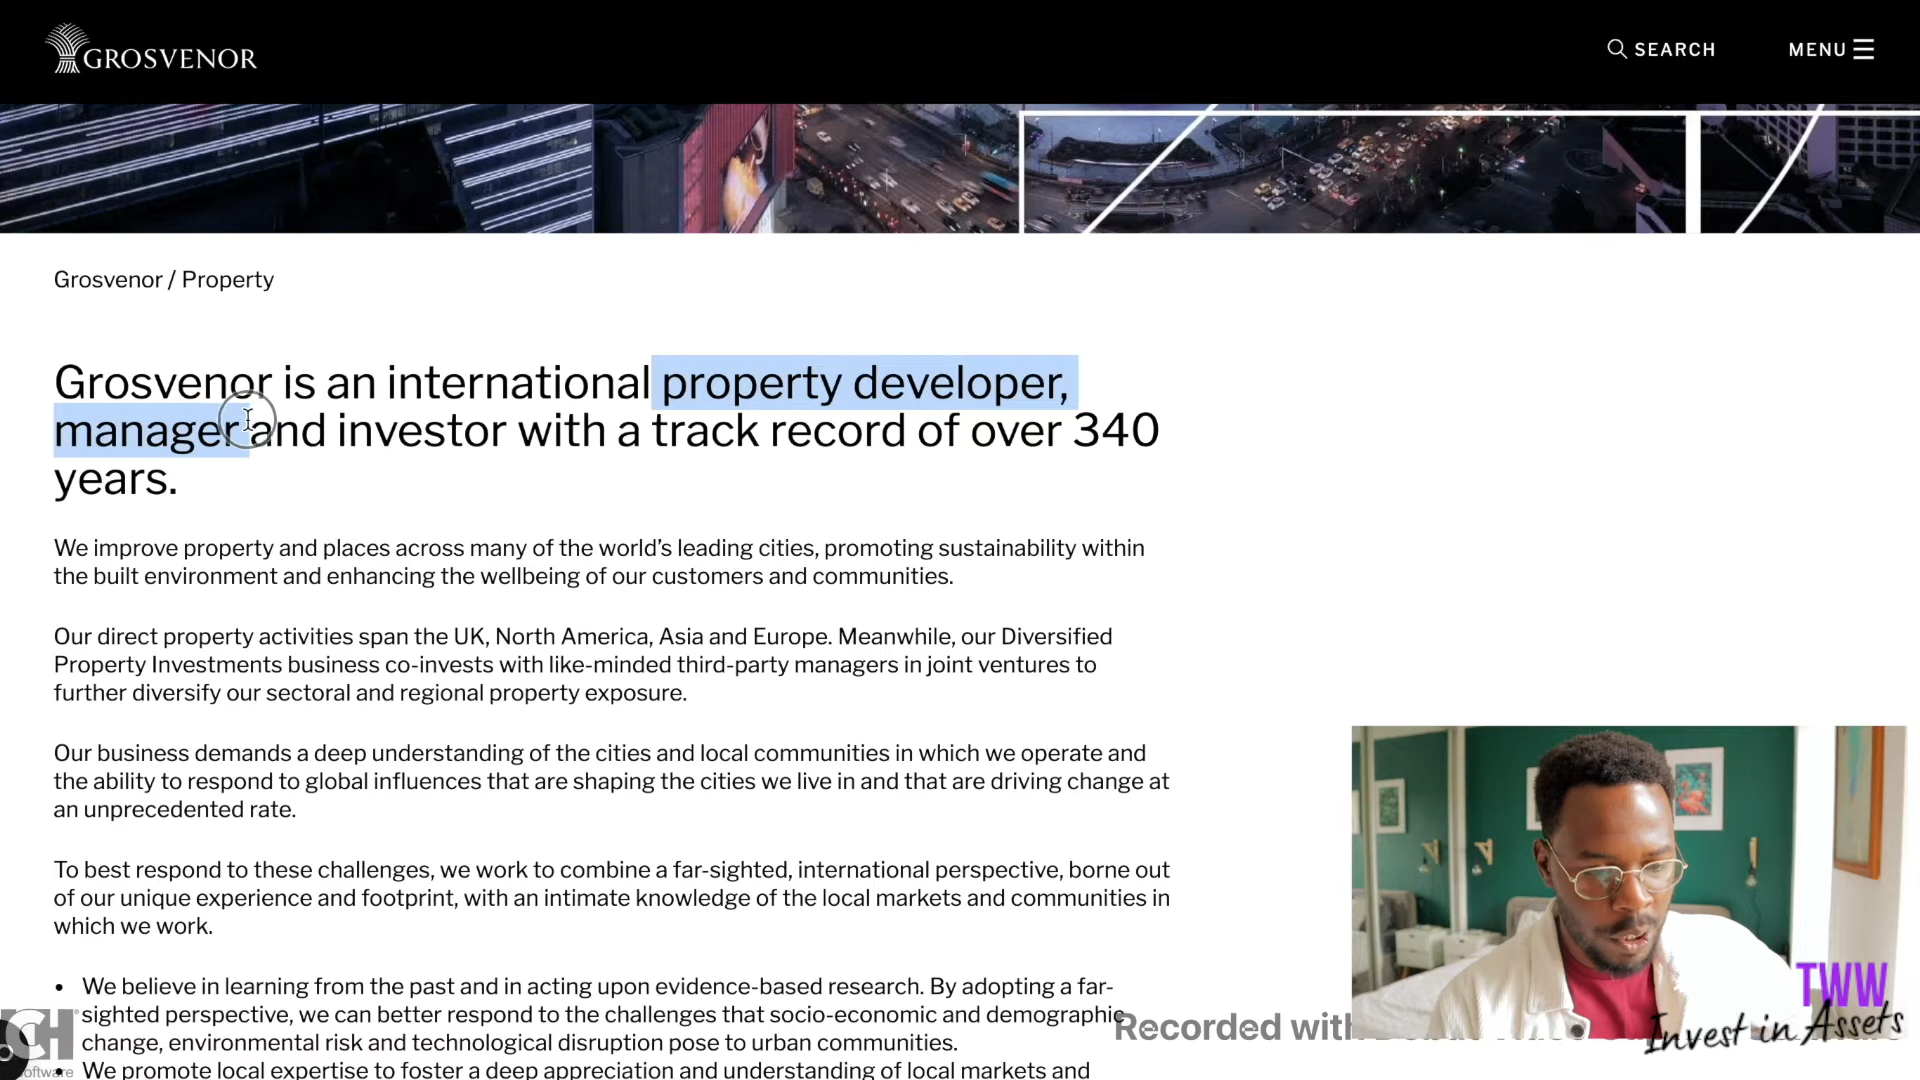 GROSVENOR
SEARCH
MENU
Grosvenor / Property
Grosvenor is an international property developer,
manager and investor with a track record of over 340
years.
We improve property and places across many of the world’s leading cities, promoting sustainability within
the built environment and enhancing the wellbeing of our customers and communities.
Our direct property activities span the UK, North America, Asia and Europe. Meanwhile, our Diversified
Property Investments business co-invests with like-minded third-party managers in joint ventures to
further diversify our sectoral and regional property exposure.
Our business demands a deep understanding of the cities and local communities in which we operate and
the ability to respond to global influences that are shaping the cities we live in and that are driving change at
an unprecedented rate.
To best respond to these challenges, we work to combine a far-sighted, international perspective, borne out
of our unique experience and footprint, with an intimate knowledge of the local markets and communities in
which we work.
• We believe in learning from the past and in acting upon evidence-based research. By adopting a far-
sighted perspective, we can better respond to the challenges that socio-economic and demographic
change, environmental risk and technological disruption pose to urban communities.
• We promote local expertise to foster a deep appreciation and understanding of local markets and
Recorded with
TWW
Invest in Assets